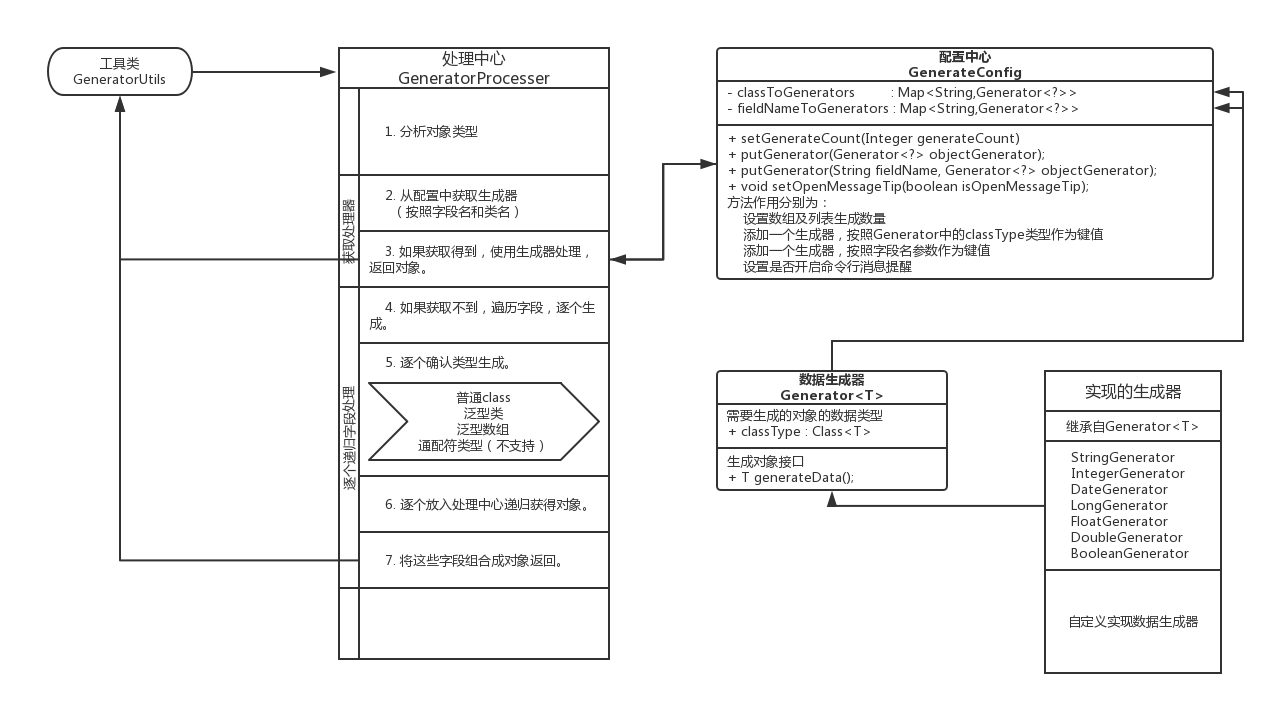 工具类
GeneratorUtils
处理中心
GeneratorProcesser
获取处理器
逐个递归字段处理
1. 分析对象类型
2. 从配置中获取生成器
（按照字段名和类名）
3. 如果获取得到，使用生成器处理，
返回对象。
4. 如果获取不到，遍历字段，逐个生
成。
5. 逐个确认类型生成。
普通class
泛型类
泛型数组
通配符类型（不支持）
6. 逐个放入处理中心递归获得对象。
7. 将这些字段组合成对象返回。
配置中心
GenerateConfig
- classToGenerators : Map<String,Generator<?>>
- fieldNameToGenerators : Map<String,Generator<?>>
+ setGenerateCount(Integer generateCount)
+ putGenerator(Generator<?> objectGenerator);
+ putGenerator(String fieldName, Generator<?> objectGenerator);
+ void setOpenMessageTip(boolean isOpenMessageTip);
方法作用分别为：
设置数组及列表生成数量
添加一个生成器，按照Generator中的classType类型作为键值
添加一个生成器，按照字段名参数作为键值
设置是否开启命令行消息提醒
数据生成器
Generator<T>
需要生成的对象的数据类型
+ classType : Class<T>
生成对象接口
+ T generateData();
实现的生成器
继承自Generator<T>
StringGenerator
IntegerGenerator
DateGenerator
LongGenerator
FloatGenerator
DoubleGenerator
BooleanGenerator
自定义实现数据生成器